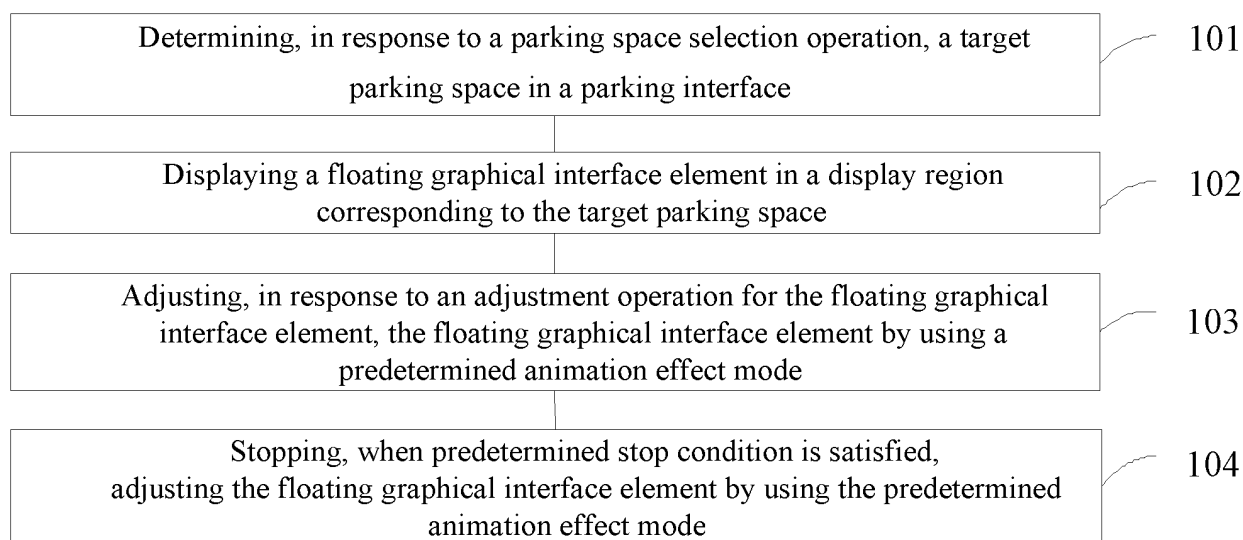 Determining, in response to a parking space selection operation, a target
parking space in a parking interface
101
Displaying a floating graphical interface element in a display region
corresponding to the target parking space
102
Adjusting, in response to an adjustment operation for the floating graphical
interface element, the floating graphical interface element by using a
predetermined animation effect mode
103
Stopping, when predetermined stop condition is satisfied,
adjusting the floating graphical interface element by using the predetermined
animation effect mode
104